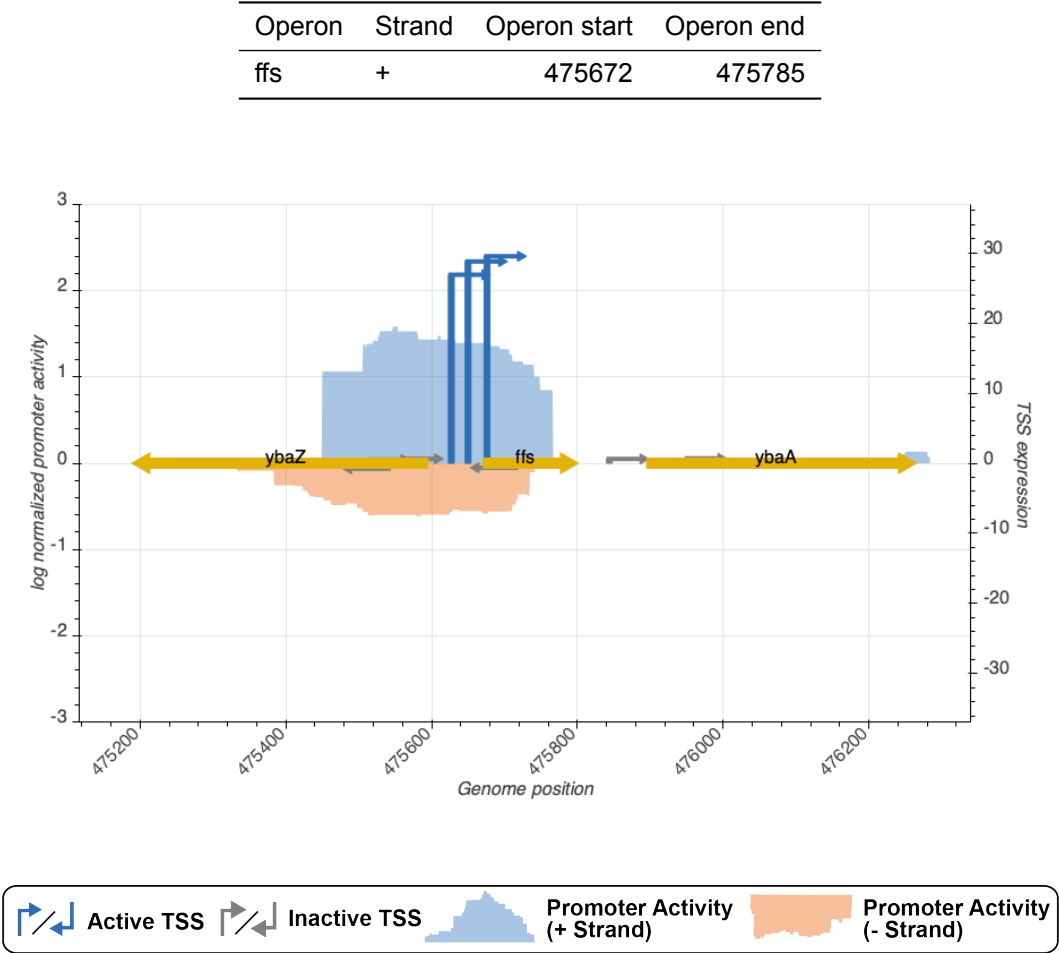 Operon Strand Operon start Operon end
ffs + 475672 475785
3
2
1
0
-1
-2
-3
log normalized promoter activity
30
20
10
0
-10
-20
-30
TSS expression
ybaZ ffs ybaA
475200 475400 475600 475800 476000 476200
Genome position
Active TSS Inactive TSS Promoter Activity (+ Strand) Promoter Activity (- Strand)